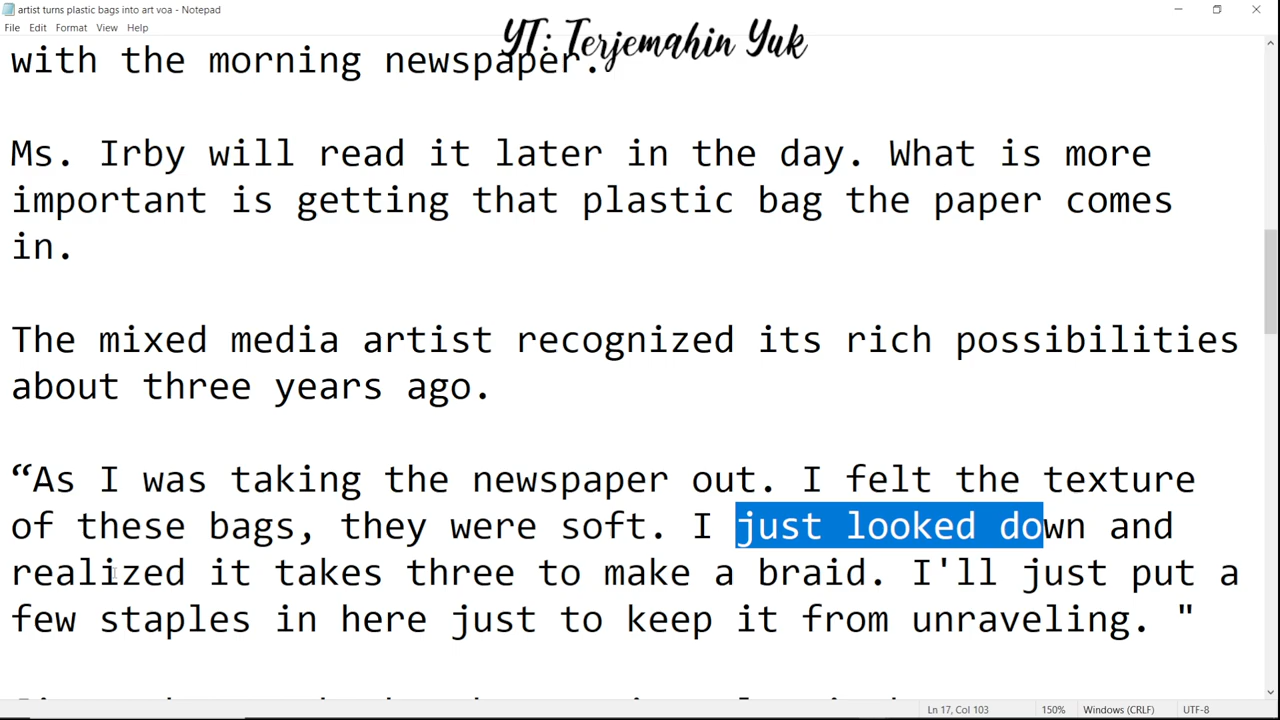 artist turns plastic bags into art voa - Notepad
File Edit Format View Help
YT: Terjemahin Yuk
with the morning newspaper.
Ms. Irby will read it later in the day. What is more
important is getting that plastic bag the paper comes
in.
The mixed media artist recognized its rich possibilities
about three years ago.
“As I was taking the newspaper out. I felt the texture
of these bags, they were soft. I just looked down and
realized it takes three to make a braid. I'll just put a
few staples in here just to keep it from unraveling. "
Ln 17, Col 103 150% Windows (CRLF) UTF-8